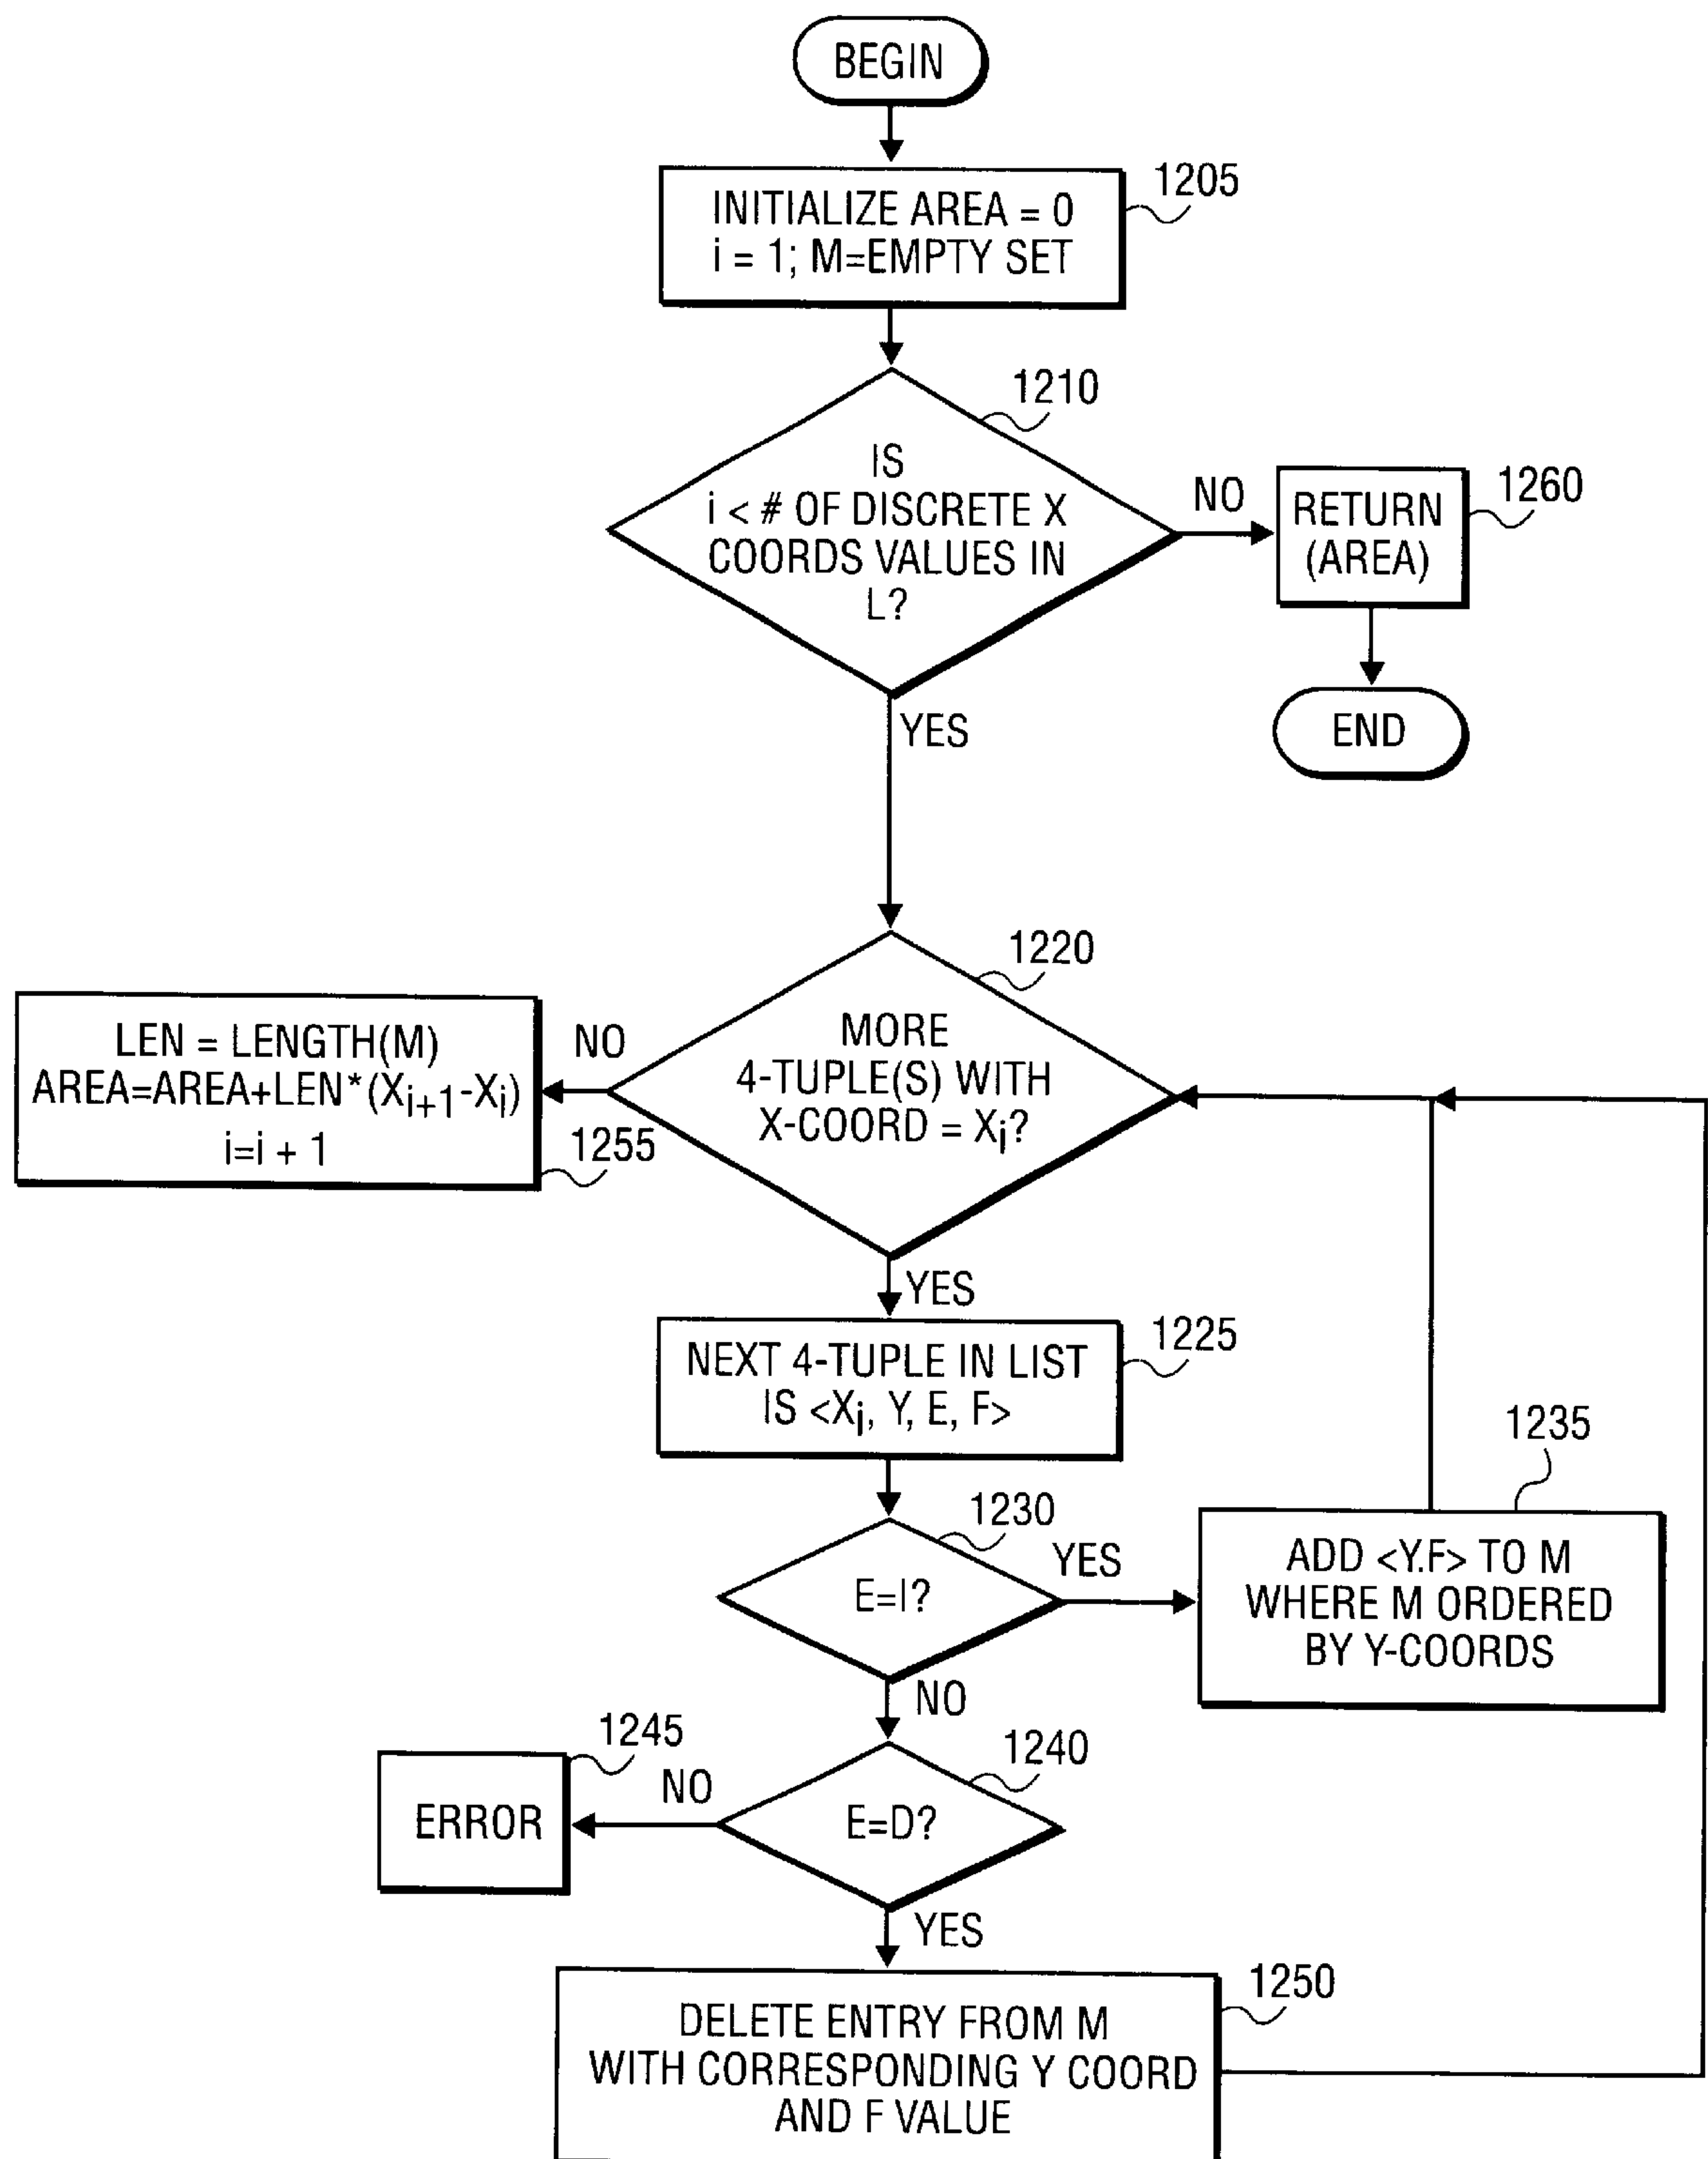 BEGIN
INITIALIZE AREA = 0
i = 1; M=EMPTY SET
1205
IS
i < # OF DISCRETE X
COORDS VALUES IN
L?
1210
NO
RETURN
(AREA)
1260
END
YES
MORE
4-TUPLE(S) WITH
X-COORD = Xi?
1220
NO
LEN = LENGTH(M)
AREA=AREA+LEN*(Xi+1-Xi)
i=i + 1
1255
YES
NEXT 4-TUPLE IN LIST
IS <Xi, Y, E, F>
1225
E=I?
1230
YES
ADD <Y.F> TO M
WHERE M ORDERED
BY Y-COORDS
1235
NO
E=D?
1240
NO
ERROR
1245
YES
DELETE ENTRY FROM M
WITH CORRESPONDING Y COORD
AND F VALUE
1250